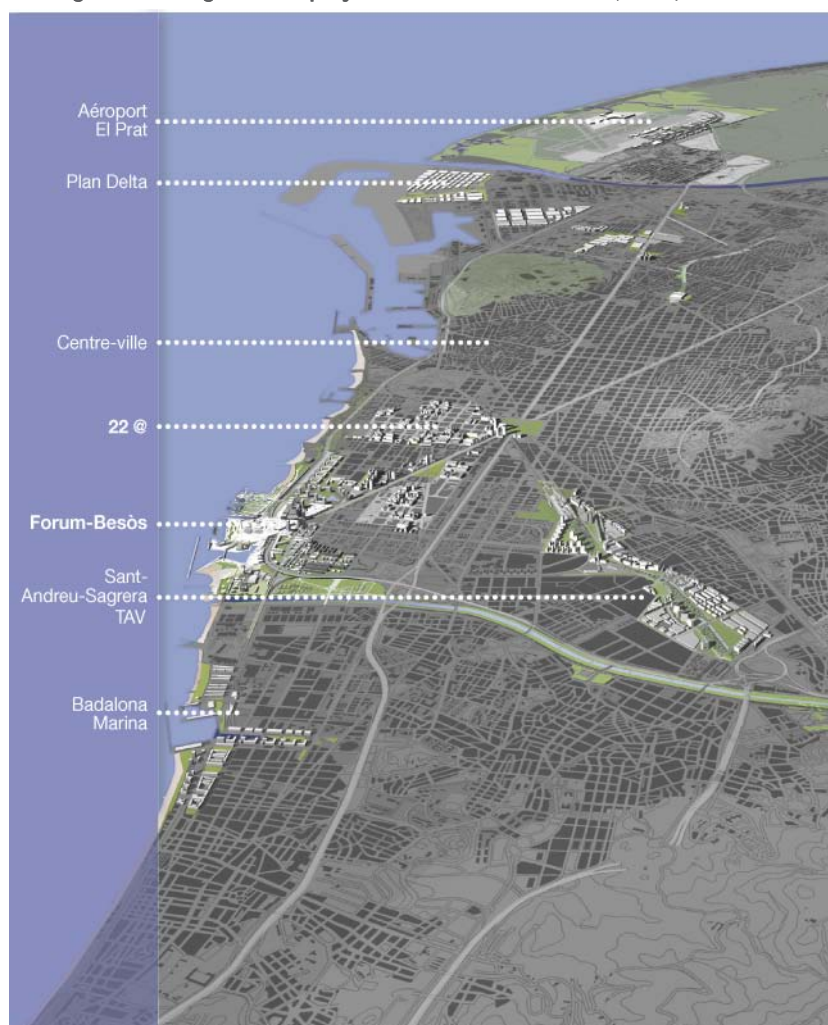 Aéroport
El Prat
Plan Delta
Centre-ville
22 @
Forum-Besòs
Sant-
Andreu-Sagrera
TAV
Badalona
Marina